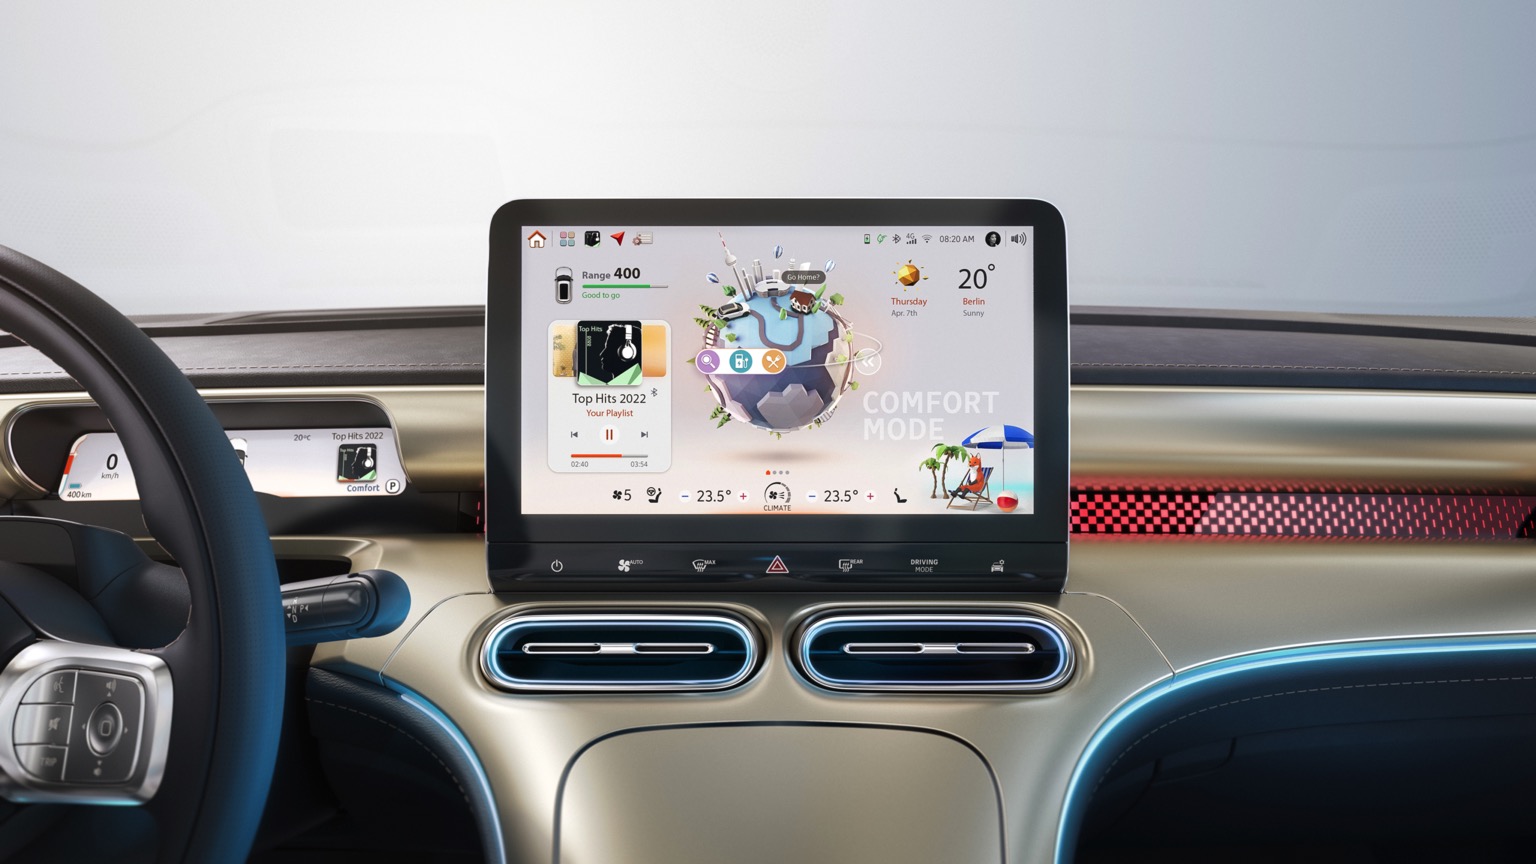 4G
08:20 AM
Range 400
Good to go
Go Home?
20°
Thursday
Berlin
Apr. 7th
Sunny
Top Hits
Top Hits 2022
Your Playlist
02:40
03:54
COMFORT
MODE
5
− 23.5° +
− 23.5° +
CLIMATE
AUTO
MAX
REAR
DRIVING
MODE
0
km/h
400km
20°C
Top Hits 2022
Comfort P
N P
D
TRIP